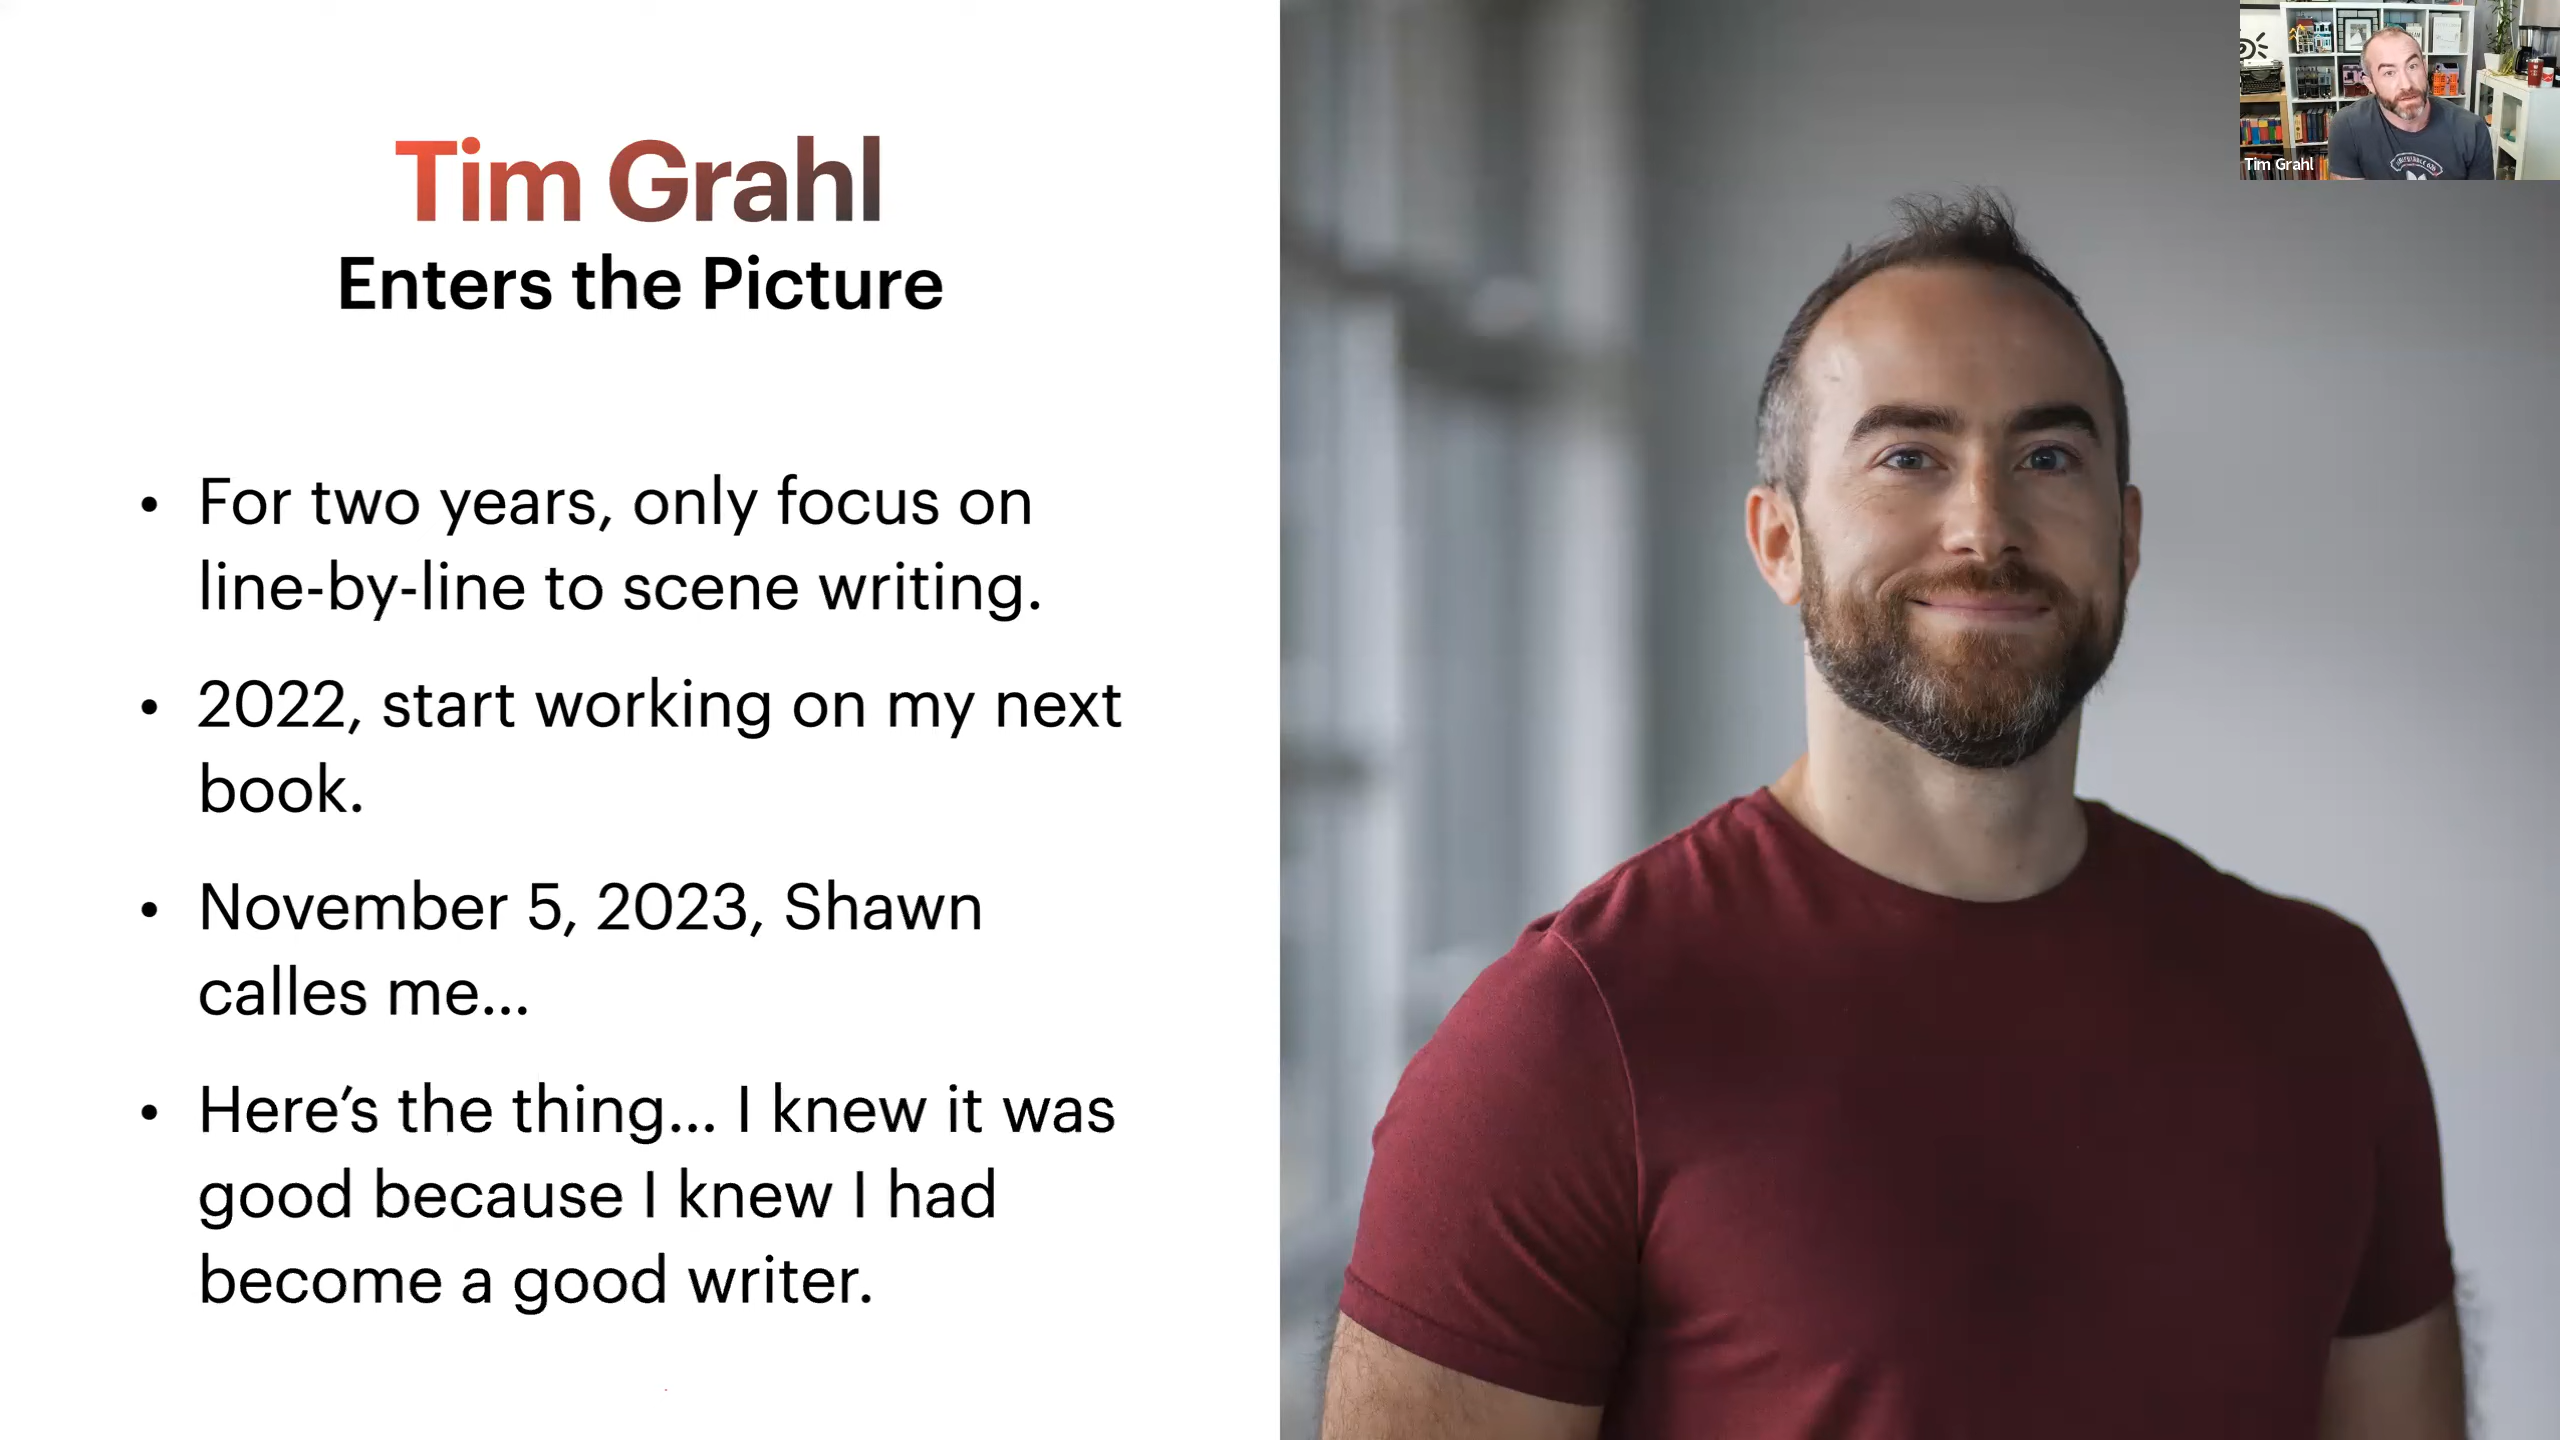 Tim Grahl
Enters the Picture
• For two years, only focus on
line-by-line to scene writing.
• 2022, start working on my next
book.
• November 5, 2023, Shawn
calles me...
• Here’s the thing... I knew it was
good because I knew I had
become a good writer.
Tim Grahl